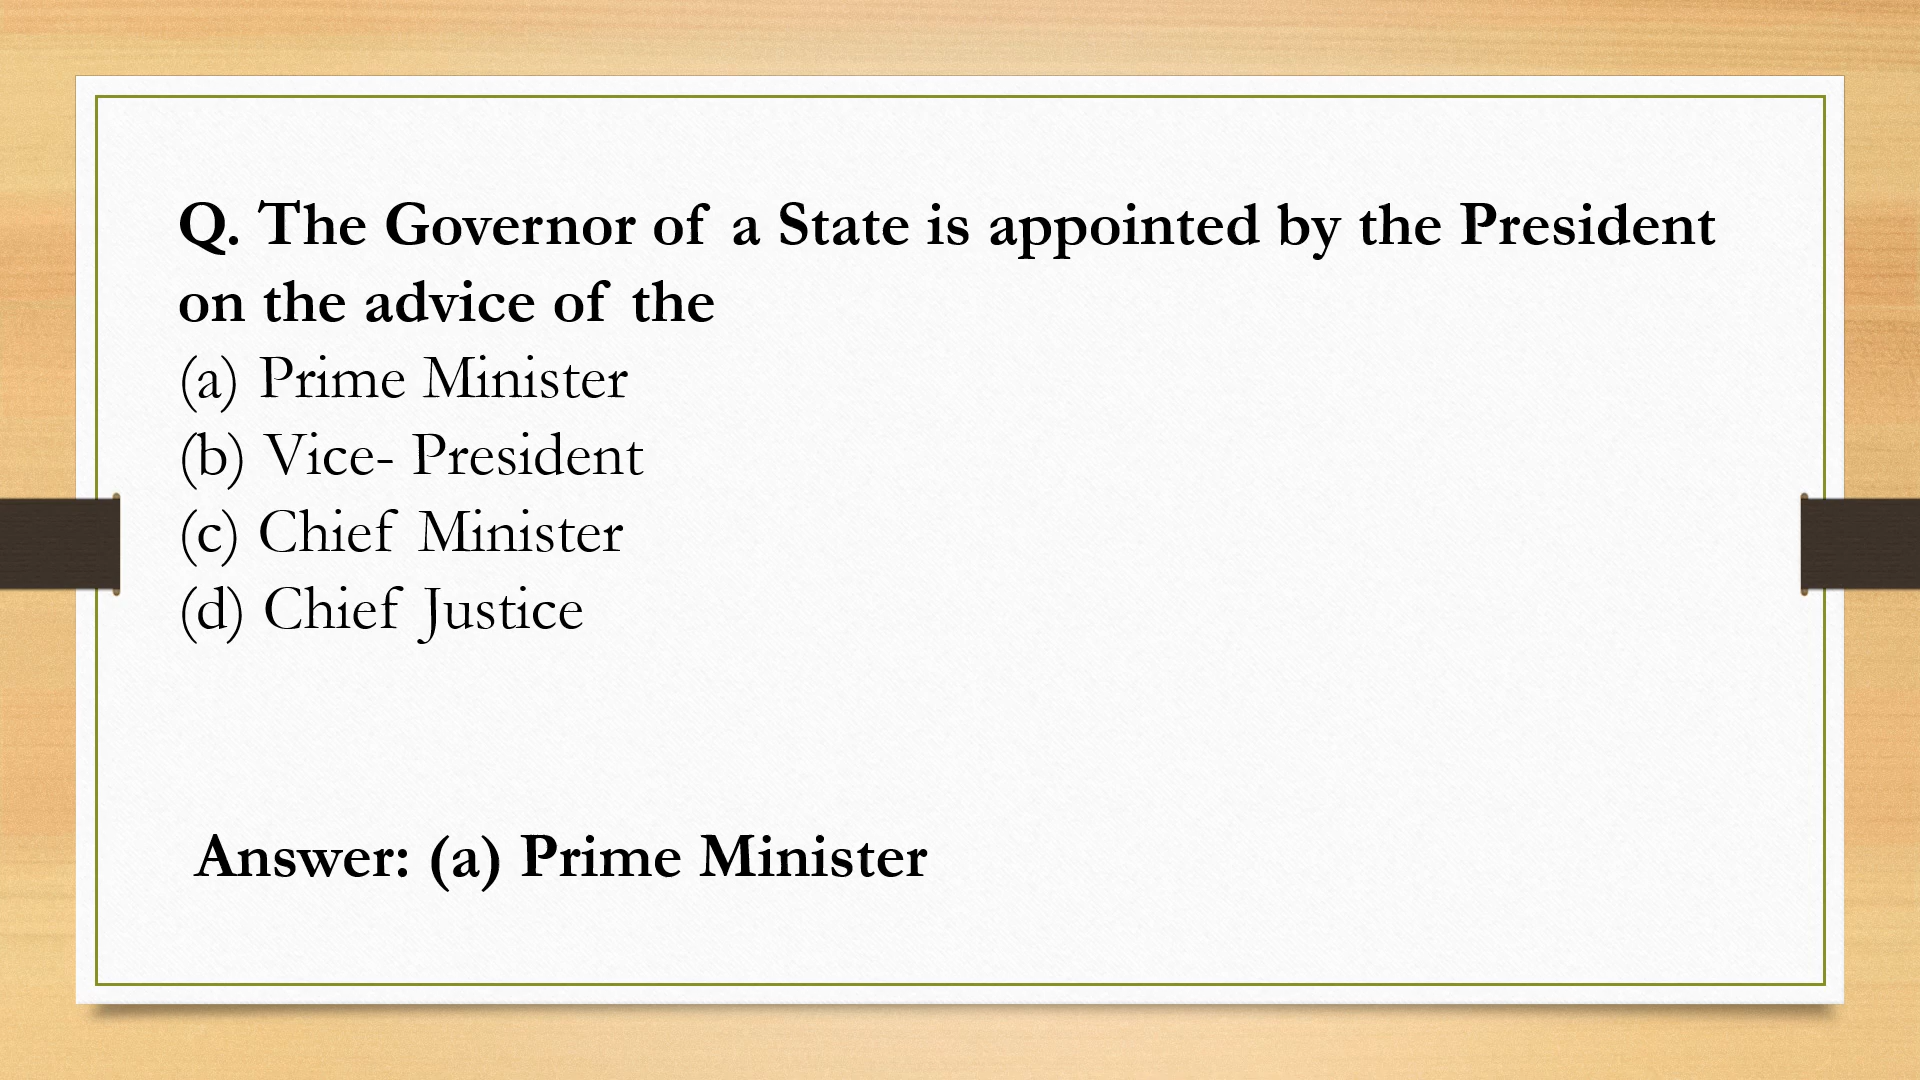 Q. The Governor of a State is appointed by the President
on the advice of the
(a) Prime Minister
(b) Vice- President
(c) Chief Minister
(d) Chief Justice
Answer: (a) Prime Minister